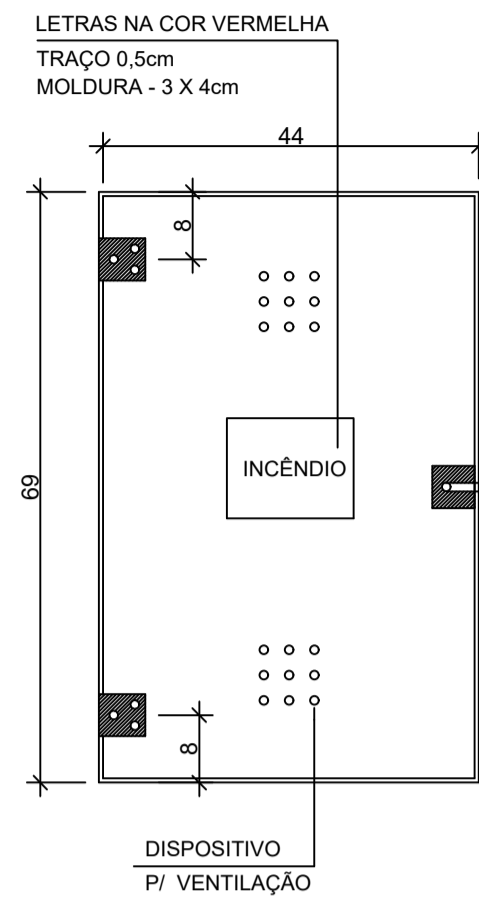 LETRAS NA COR VERMELHA
TRAÇO 0,5cm
MOLDURA - 3 X 4cm
44
8
69
INCÊNDIO
8
DISPOSITIVO
P/ VENTILAÇÃO